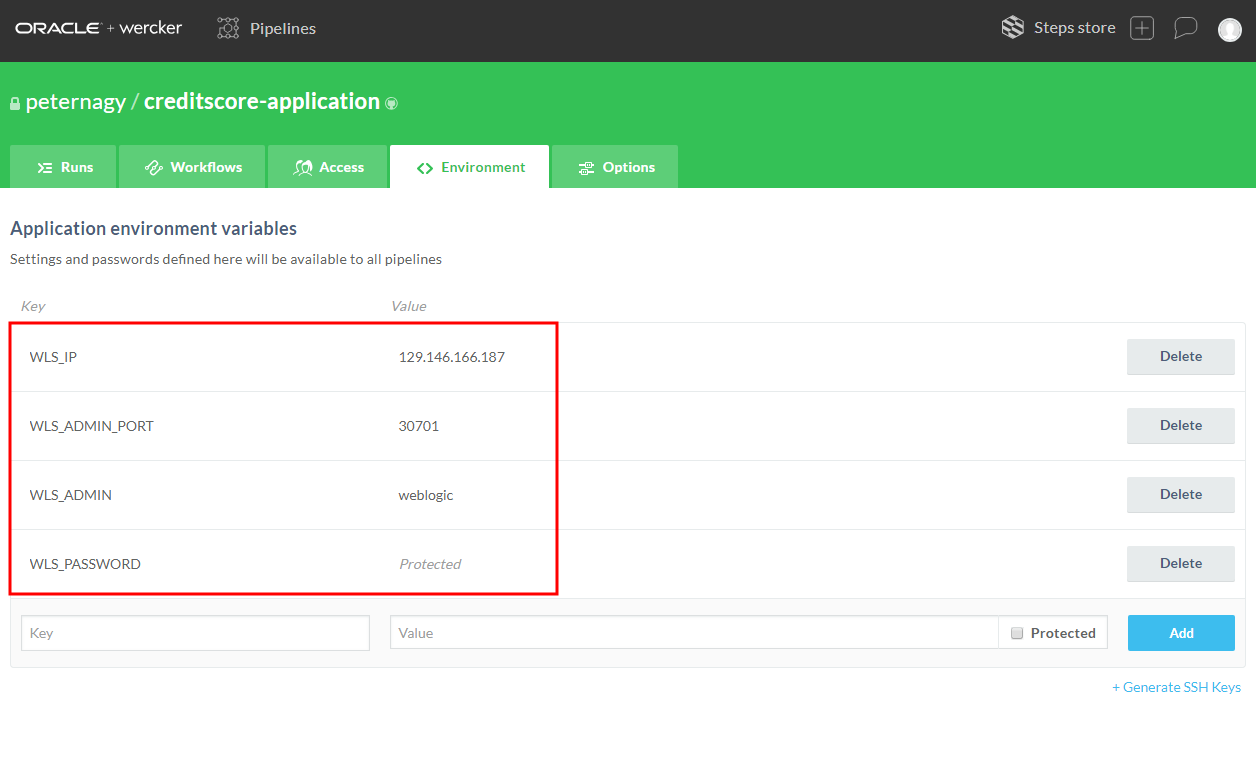 ORACLE + wercker Pipelines Steps store
peternagy / creditscore-application
Runs Workflows Access Environment Options
Application environment variables
Settings and passwords defined here will be available to all pipelines
Key Value
WLS_IP 129.146.166.187 Delete
WLS_ADMIN_PORT 30701 Delete
WLS_ADMIN weblogic Delete
WLS_PASSWORD Protected Delete
Key Value Protected Add
+ Generate SSH Keys